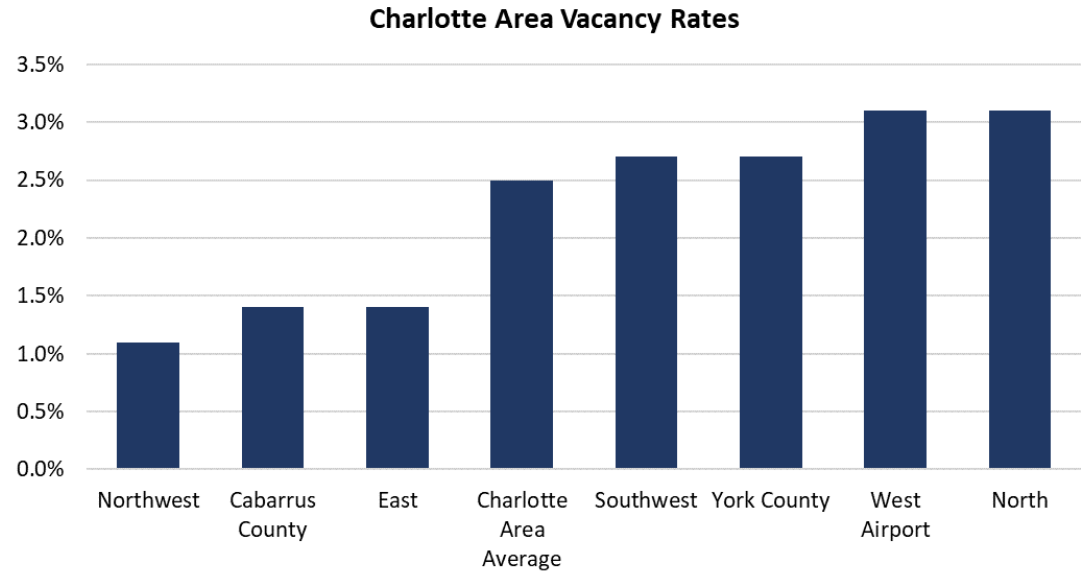 Charlotte Area Vacancy Rates
3.5%
3.0%
2.5%
2.0%
1.5%
1.0%
0.5%
0.0%
Northwest
Cabarrus
County
East
Charlotte
Area
Average
Southwest
York County
West
Airport
North